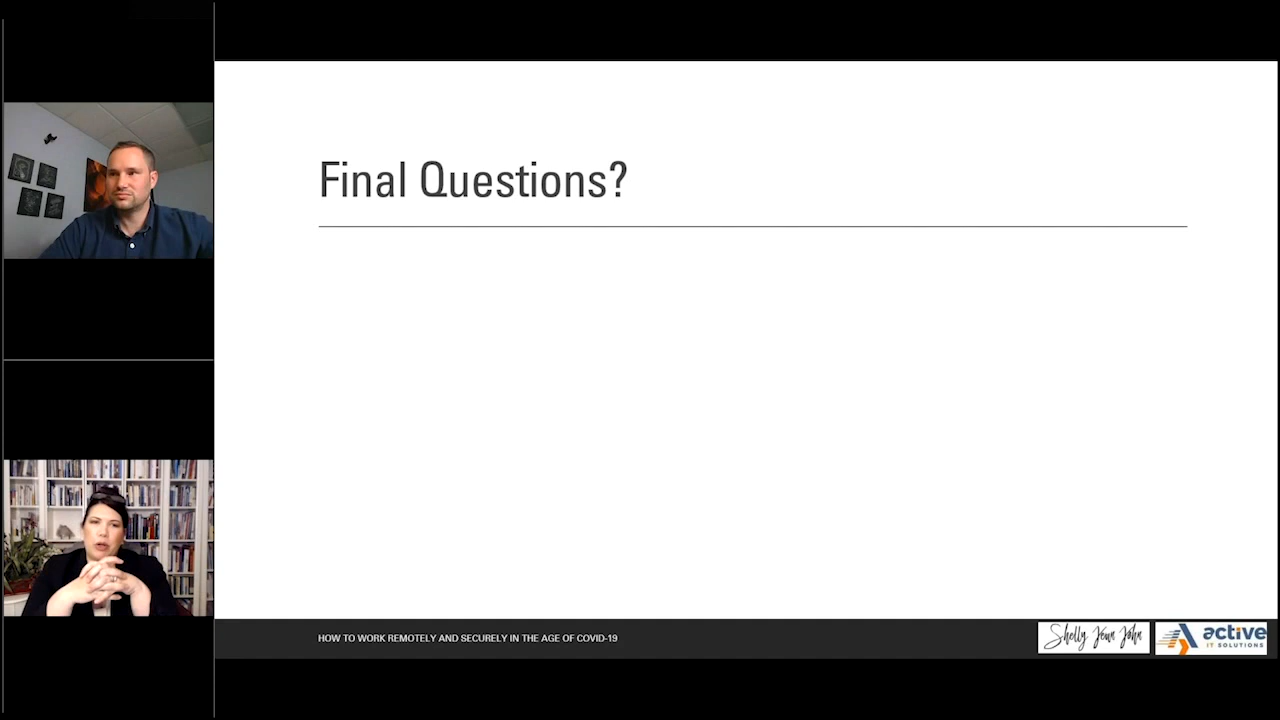 Final Questions?
HOW TO WORK REMOTELY AND SECURELY IN THE AGE OF COVID-19
Shelly Jenn John
active
IT SOLUTIONS